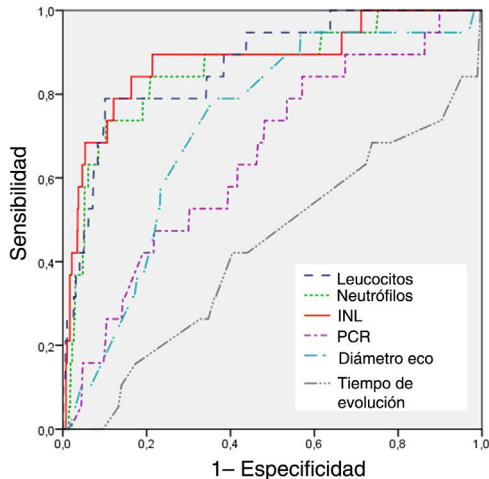 Sensibilidad
1,0
0,8
0,6
0,4
0,2
0,0
Leucocitos
Neutrófilos
INL
PCR
Diámetro eco
Tiempo de
evolución
0,0 0,2 0,4 0,6 0,8 1,0
1– Especificidad